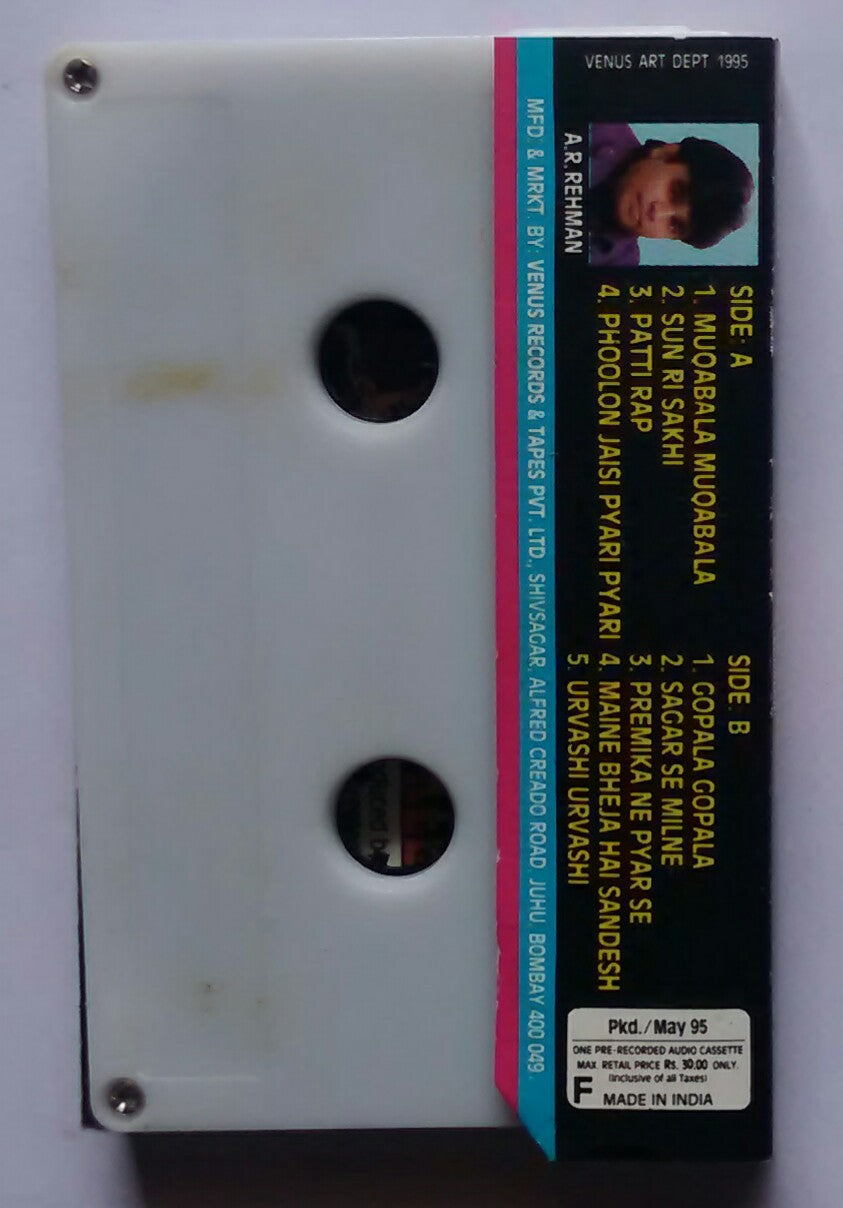 VENUS ART DEPT 1995
A.R. REHMAN
SIDE: A
1. MUQABALA MUQABALA
2. SUN RI SAKHI
3. PATTI RAP
4. PHOOLON JAISI PYARI PYARI
SIDE. B
1. GOPALA GOPALA
2. SAGAR SE MILNE
3. PREMIKA NE PYAR SE
4. MAINE BHEJA HAI SANDESH
5. URVASHI URVASHI
MFD. & MRKT. BY: VENUS RECORDS & TAPES PVT. LTD., SHIVSAGAR, ALFRED CREADO ROAD, JUHU, BOMBAY 400 049.
Pkd./May 95
ONE PRE-RECORDED AUDIO CASSETTE
MAX. RETAIL PRICE Rs. 30.00 ONLY.
(Inclusive of all Taxes)
F MADE IN INDIA